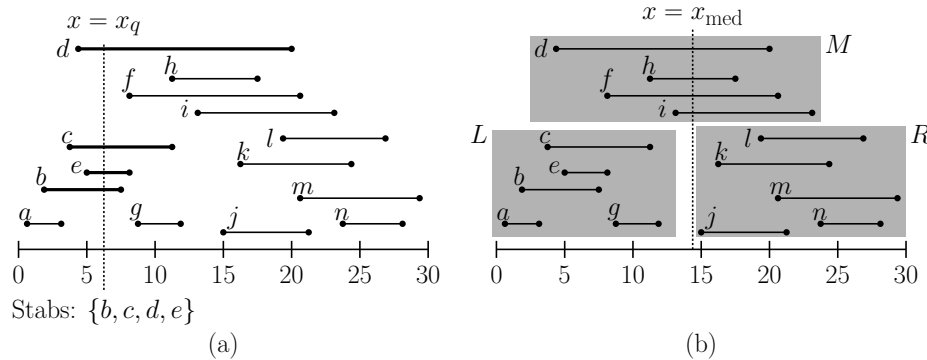 x = x_q
d
h
f
i
c
l
e
k
b
m
a
g
j
n
0 5 10 15 20 25 30
Stabs: {b, c, d, e}
(a)
x = x_med
d
M
h
f
i
L
c
l
R
e
k
b
m
a
g
j
n
0 5 10 15 20 25 30
(b)